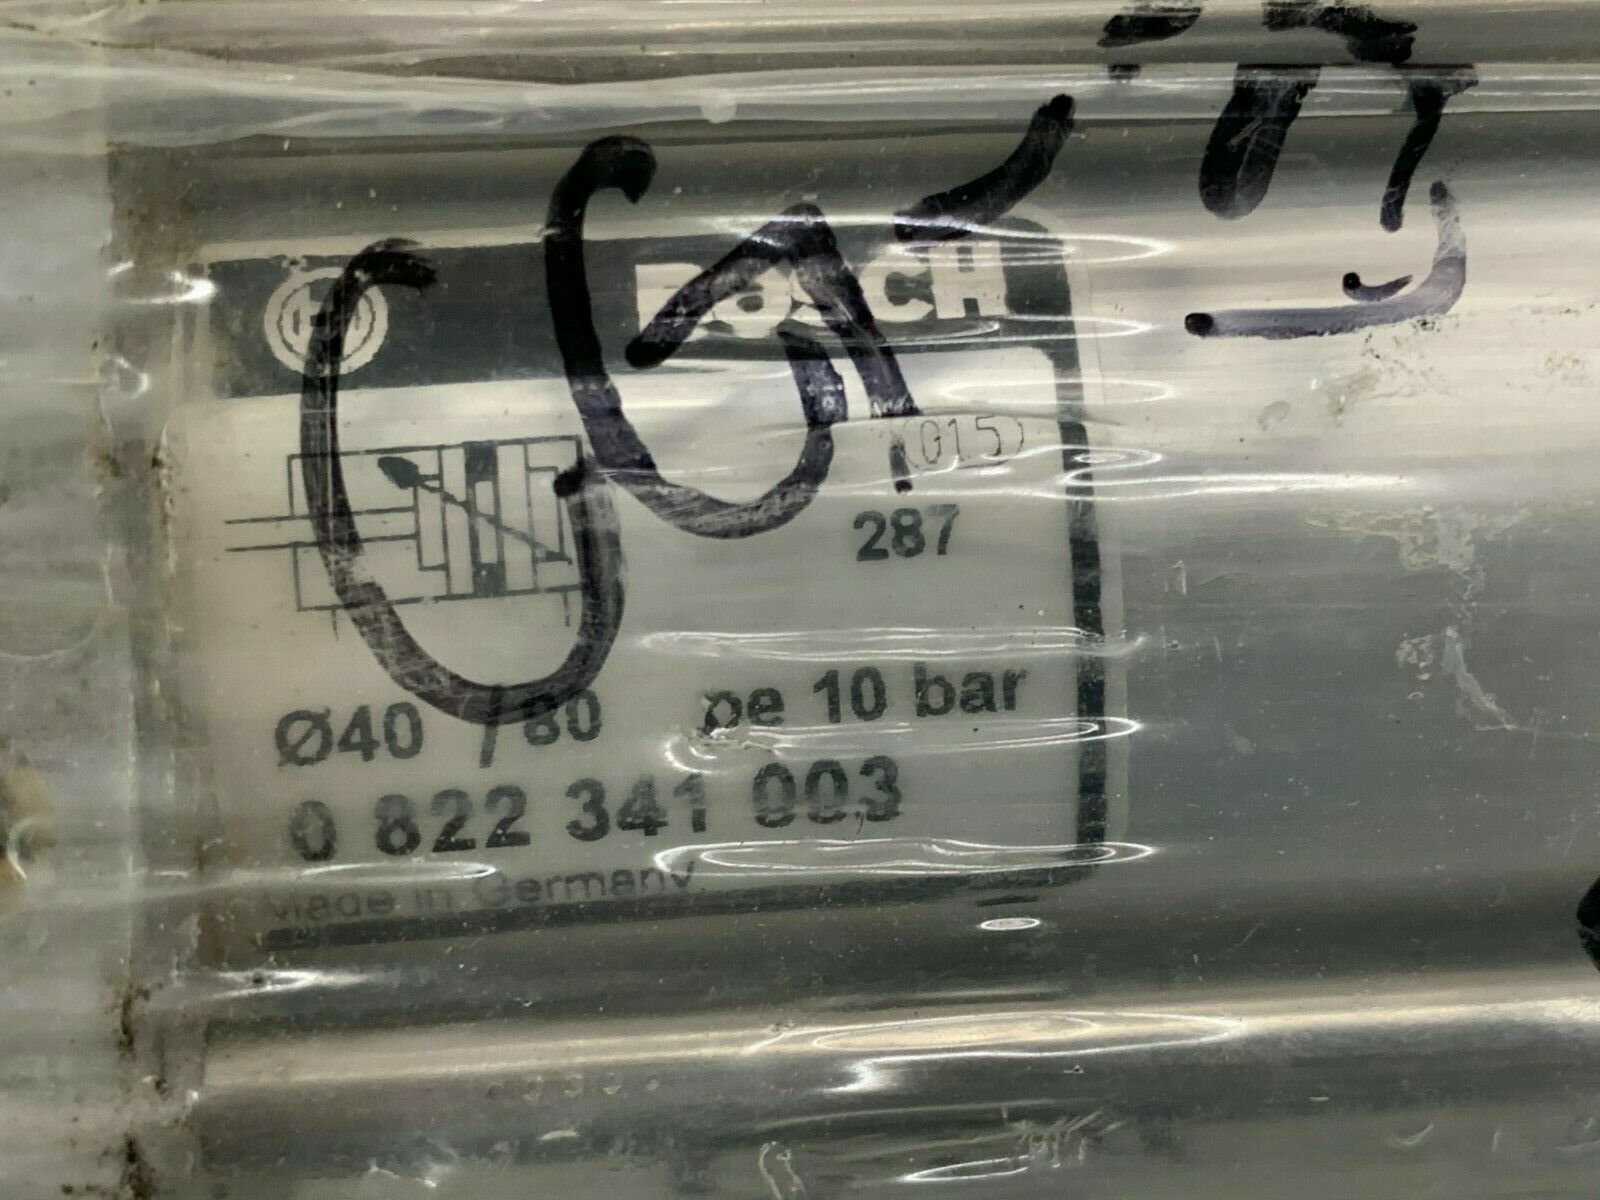 BOSCH
(015)
287
Ø40 /80 pe 10 bar
0 822 341 003
Made in Germany